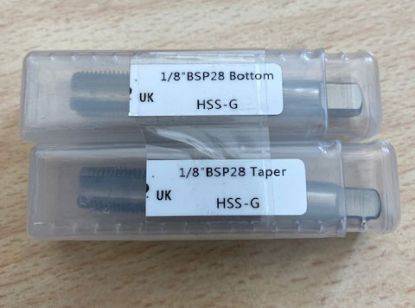 1/8"BSP28 Bottom
UK
HSS-G
1/8"BSP28 Taper
UK
HSS-G